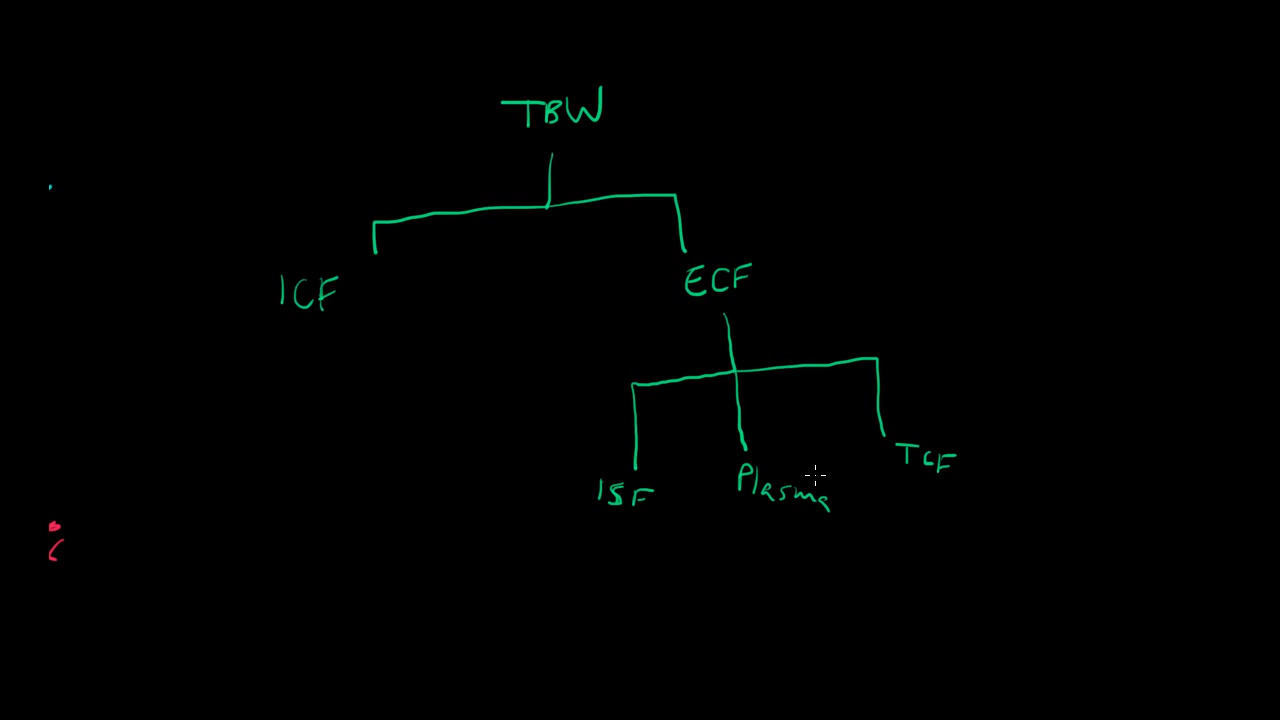 TBW
ICF
ECF
ISF
Plasma
TCF